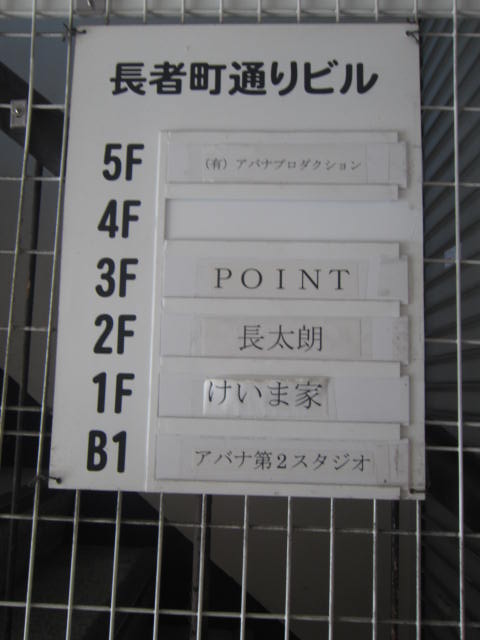 長者町通りビル
5F (有)アバナプロダクション
4F
3F POINT
2F 長太朗
1F けいま家
B1 アバナ第2スタジオ